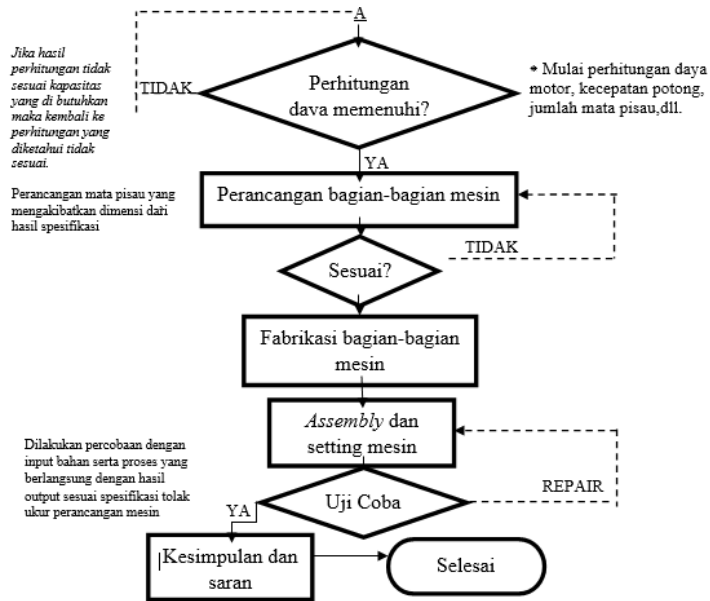 A
Jika hasil
perhitungan tidak
sesuai kapasitas
yang di butuhkan
maka kembali ke
perhitungan yang
diketahui tidak
sesuai.
TIDAK
Perhitungan
dava memenuhi?
* Mulai perhitungan daya
motor, kecepatan potong,
jumlah mata pisau,dll.
YA
Perancangan mata pisau yang
mengakibatkan dimensi dari
hasil spesifikasi
Perancangan bagian-bagian mesin
TIDAK
Sesuai?
Fabrikasi bagian-bagian
mesin
Assembly dan
setting mesin
Dilakukan percobaan dengan
input bahan serta proses yang
berlangsung dengan hasil
output sesuai spesifikasi tolak
ukur perancangan mesin
Uji Coba
REPAIR
YA
Kesimpulan dan
saran
Selesai